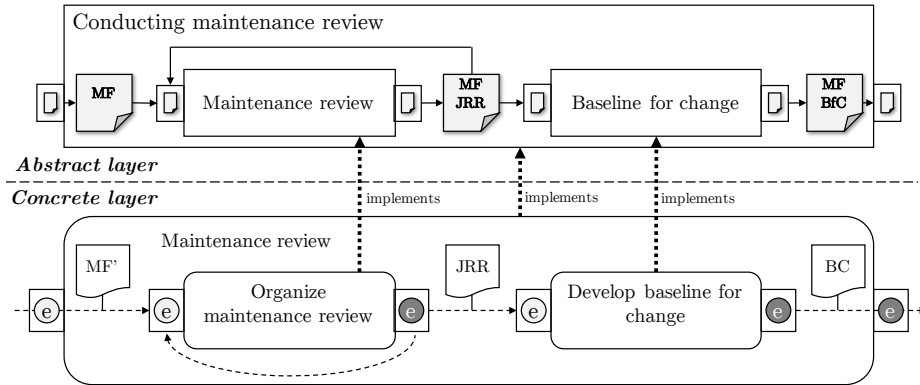 Conducting maintenance review
MF
Maintenance review
MF
JRR
Baseline for change
MF
BfC
Abstract layer
Concrete layer
implements
implements
implements
Maintenance review
MF'
JRR
BC
e
e
Organize
maintenance review
e
e
Develop baseline for
change
e
e